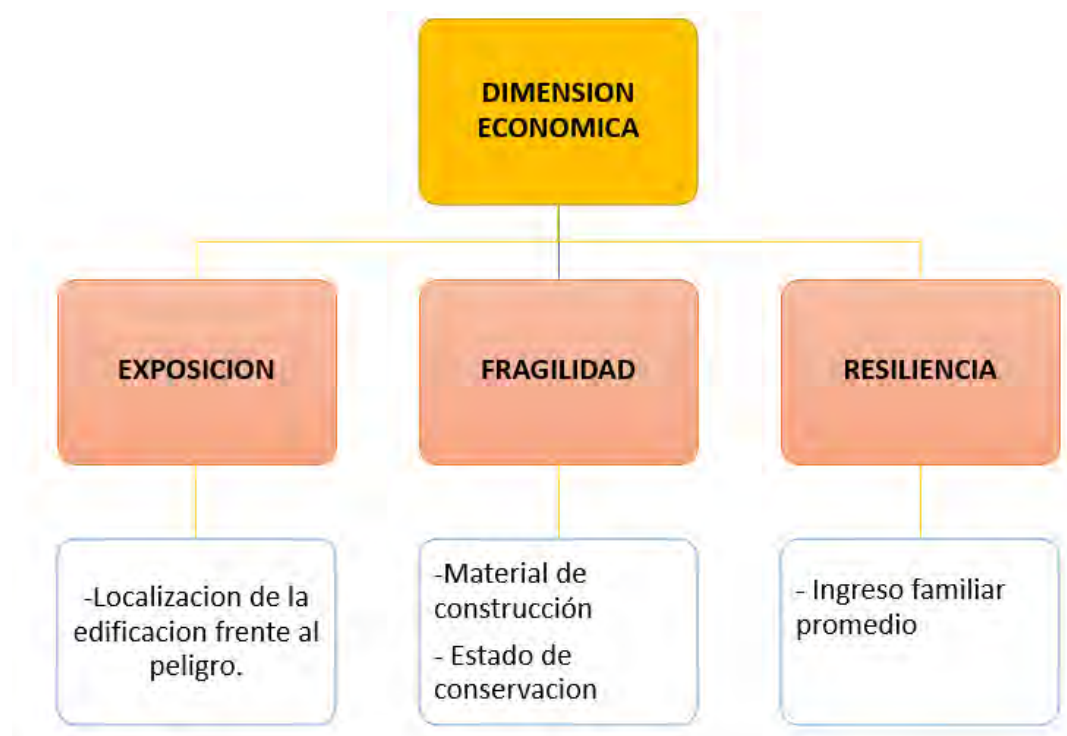 DIMENSION
ECONOMICA
EXPOSICION
FRAGILIDAD
RESILIENCIA
-Localizacion de la
edificacion frente al
peligro.
-Material de
construcción
- Estado de
conservacion
- Ingreso familiar
promedio